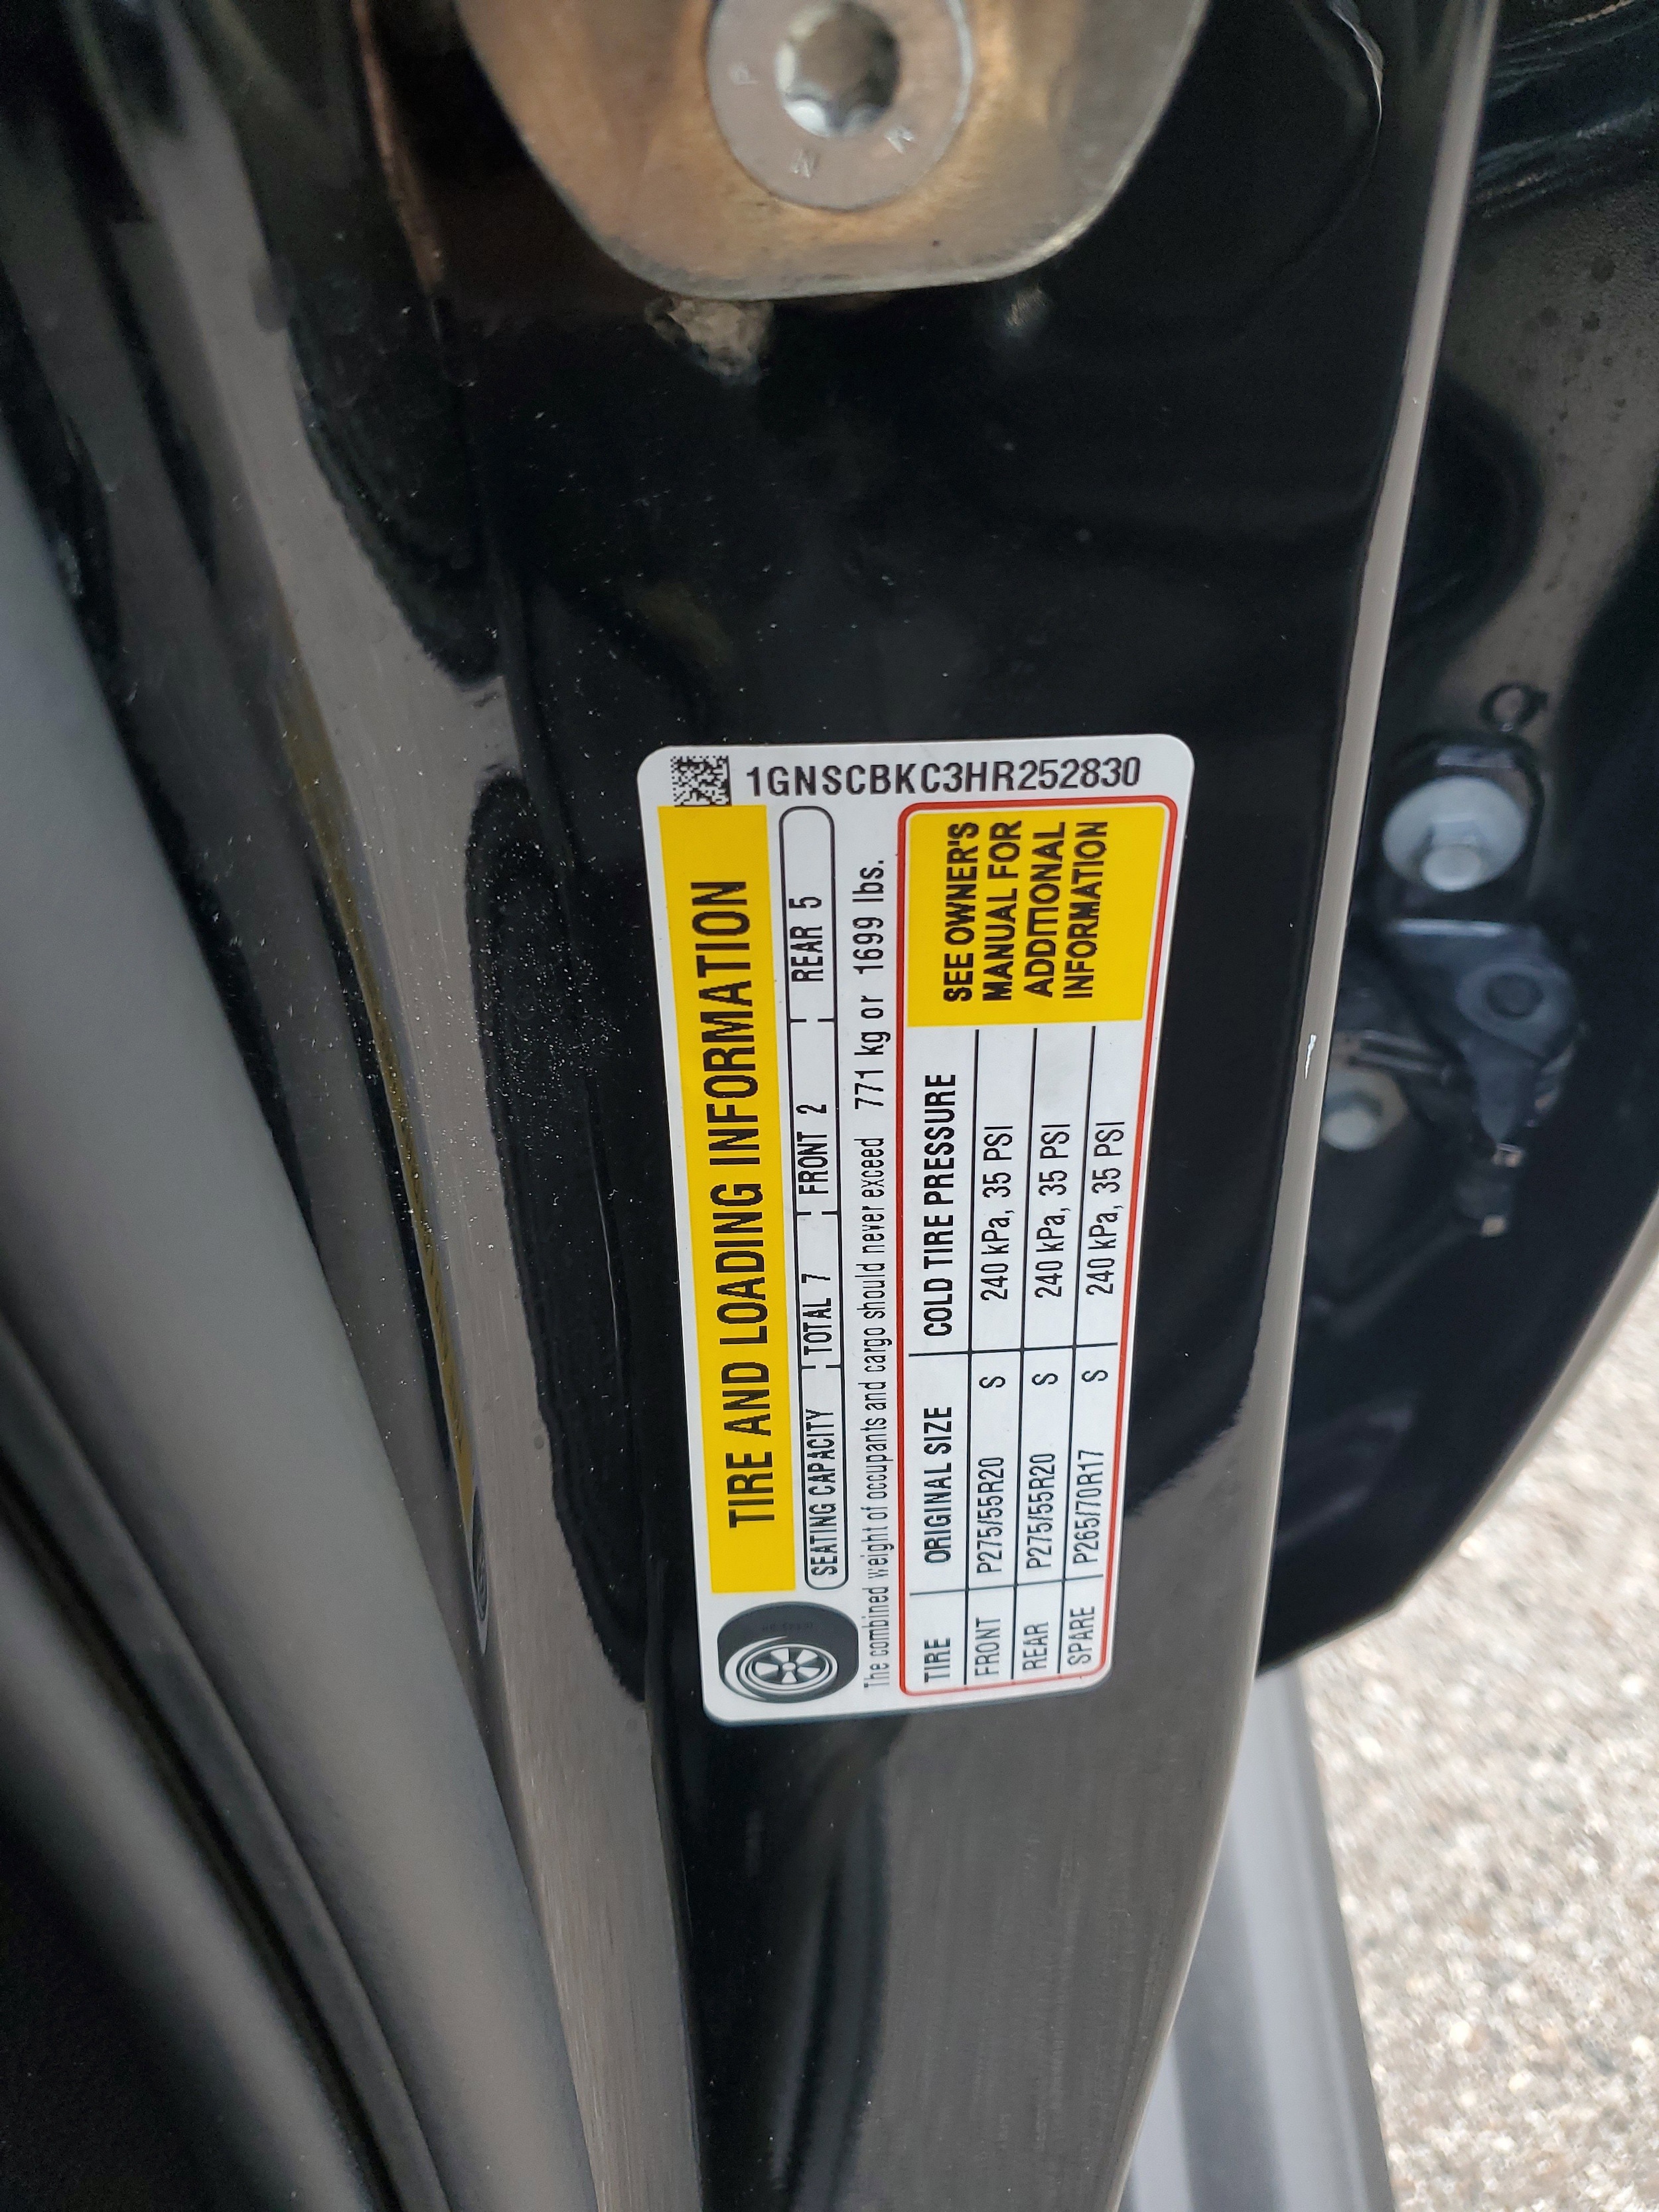 TIRE AND LOADING INFORMATION
SEATING CAPACITY TOTAL 7 FRONT 2 REAR 5
The combined weight of occupants and cargo should never exceed 771 kg or 1699 lbs.
TIRE ORIGINAL SIZE COLD TIRE PRESSURE
FRONT P275/55R20 S 240 kPa, 35 PSI
REAR P275/55R20 S 240 kPa, 35 PSI
SPARE P265/70R17 S 240 kPa, 35 PSI
SEE OWNER'S
MANUAL FOR
ADDITIONAL
INFORMATION
1GNSCBKC3HR252830